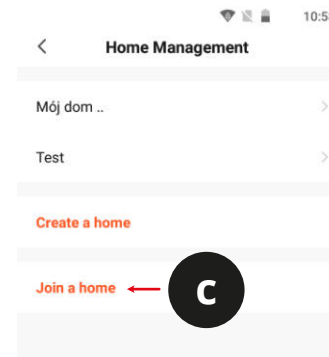 10:5
Home Management
Mój dom ..
Test
Create a home
Join a home
C